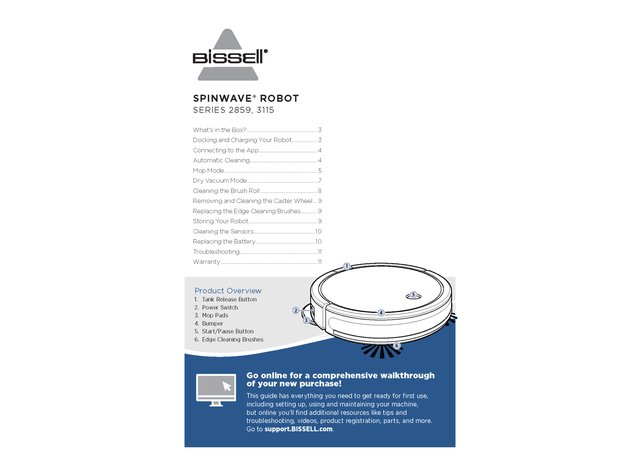 BISSELL®
SPINWAVE® ROBOT
SERIES 2859, 3115
What's in the Box? 3
Docking and Charging Your Robot 3
Connecting to the App 4
Automatic Cleaning 4
Mop Mode 5
Dry Vacuum Mode 7
Cleaning the Brush Roll 8
Removing and Cleaning the Caster Wheel 9
Replacing the Edge Cleaning Brushes 9
Storing Your Robot 9
Cleaning the Sensors 10
Replacing the Battery 10
Troubleshooting 11
Warranty 11
Product Overview
1. Tank Release Button
2. Power Switch
3. Mop Pads
4. Bumper
5. Start/Pause Button
6. Edge Cleaning Brushes
1
5
2
4
3
6
Go online for a comprehensive walkthrough
of your new purchase!
This guide has everything you need to get ready for first use,
including setting up, using and maintaining your machine,
but online you'll find additional resources like tips and
troubleshooting, videos, product registration, parts, and more.
Go to support.BISSELL.com.